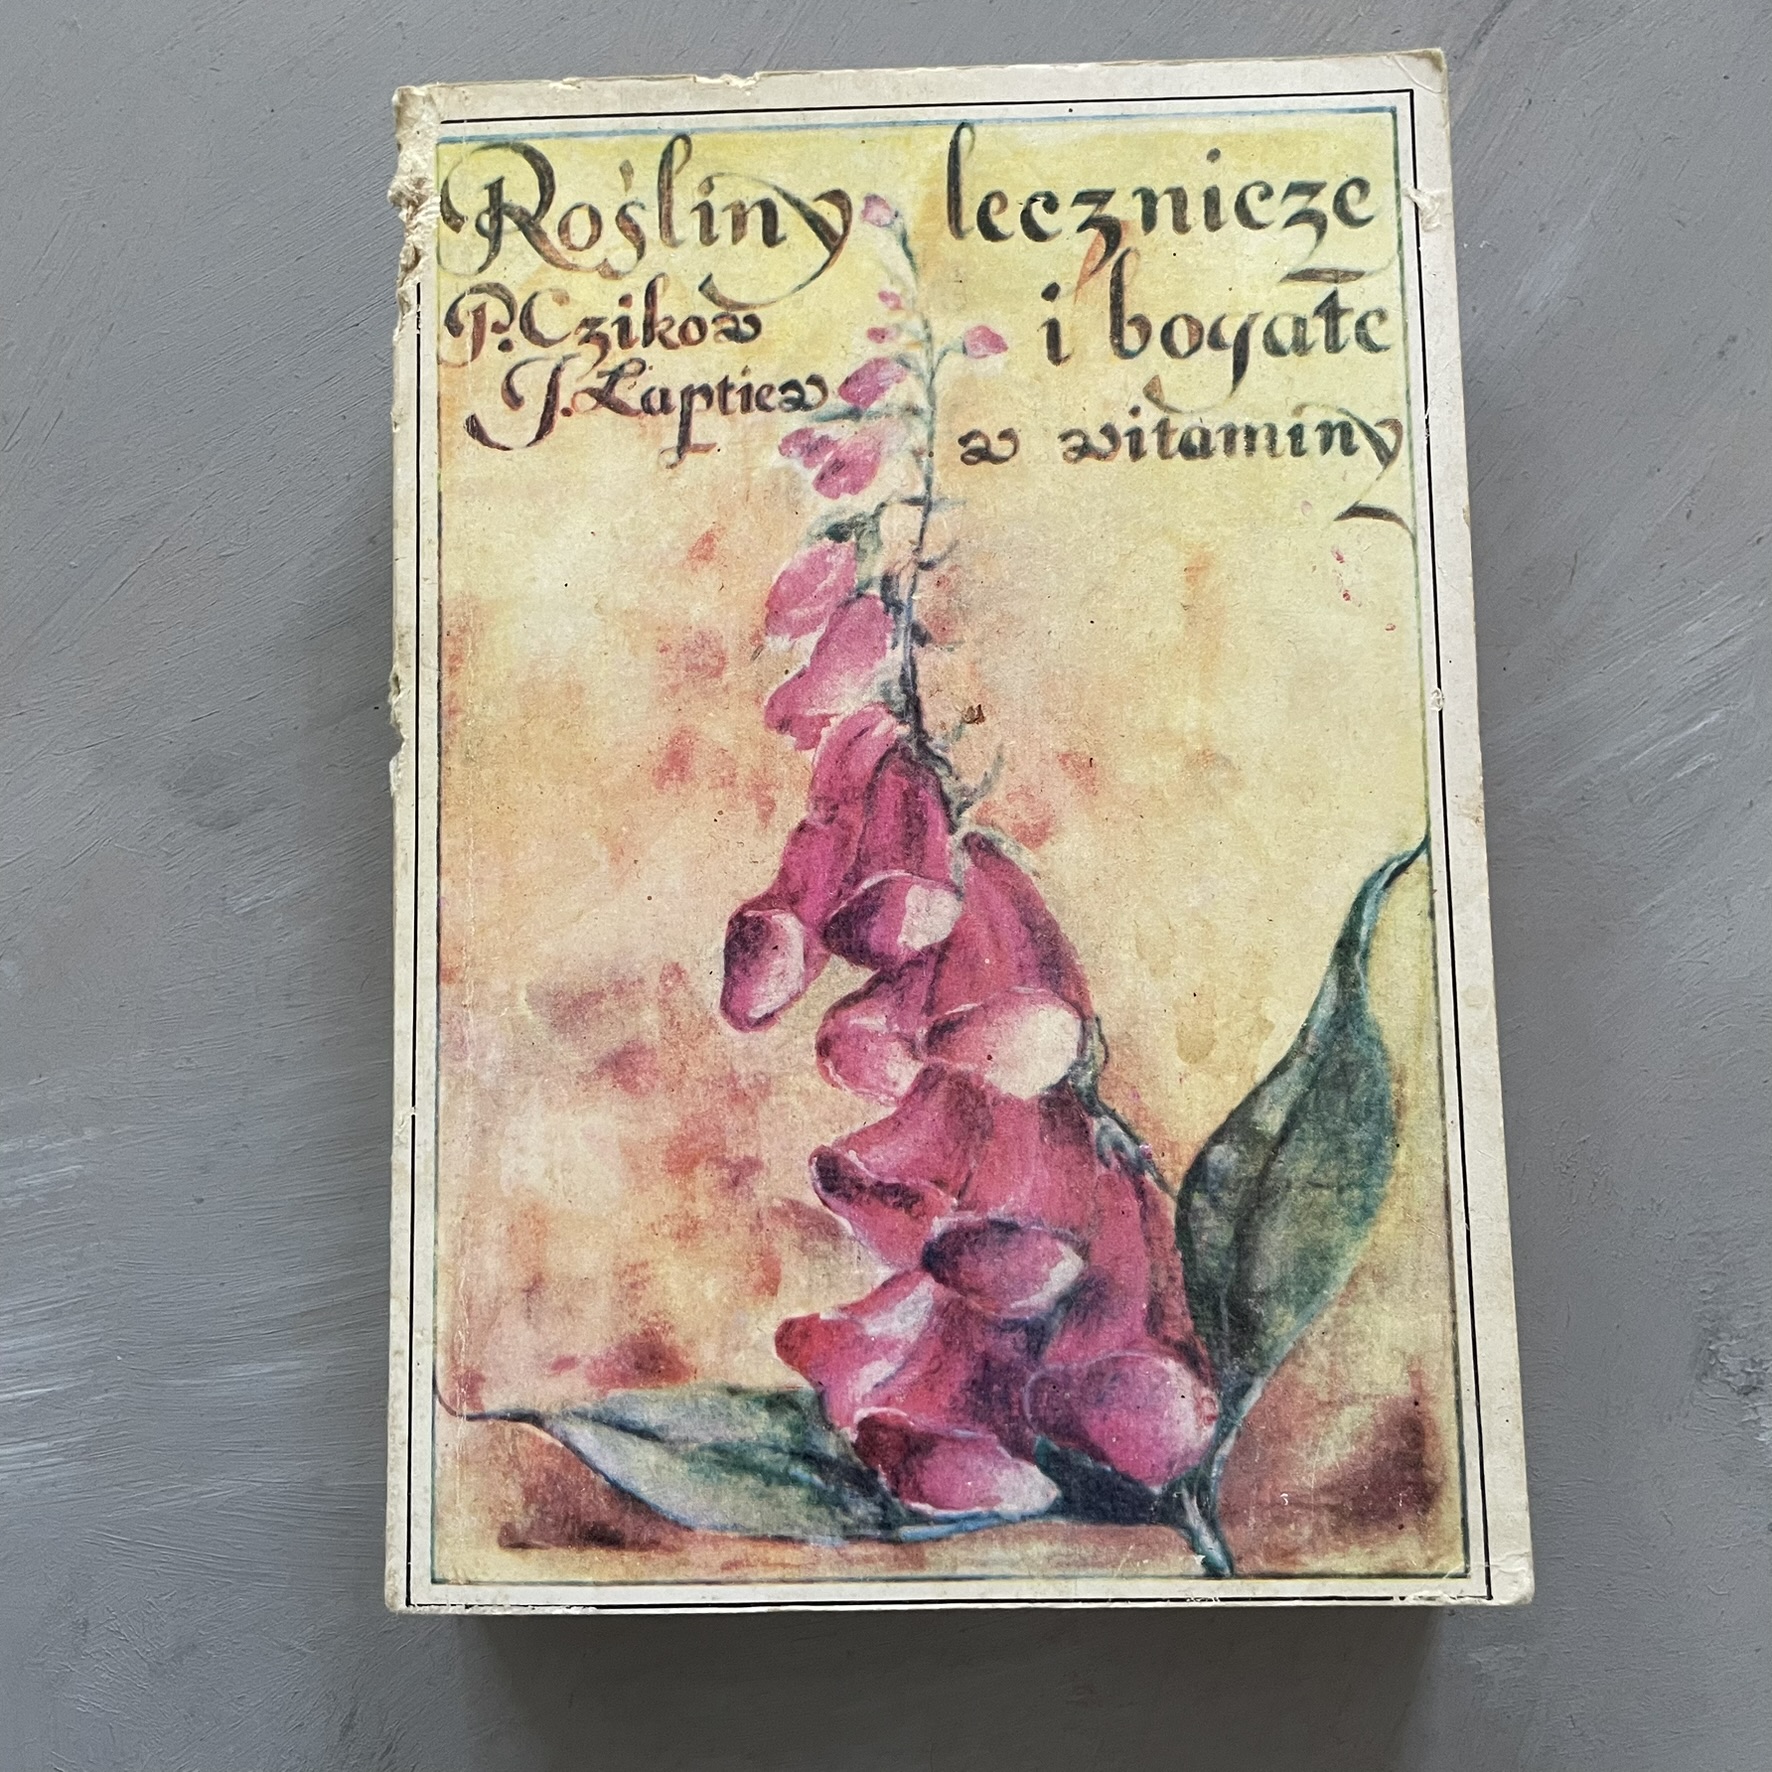 Rośliny lecznicze
i bogate
w witaminy
P. Czikow
J. Łaptiew